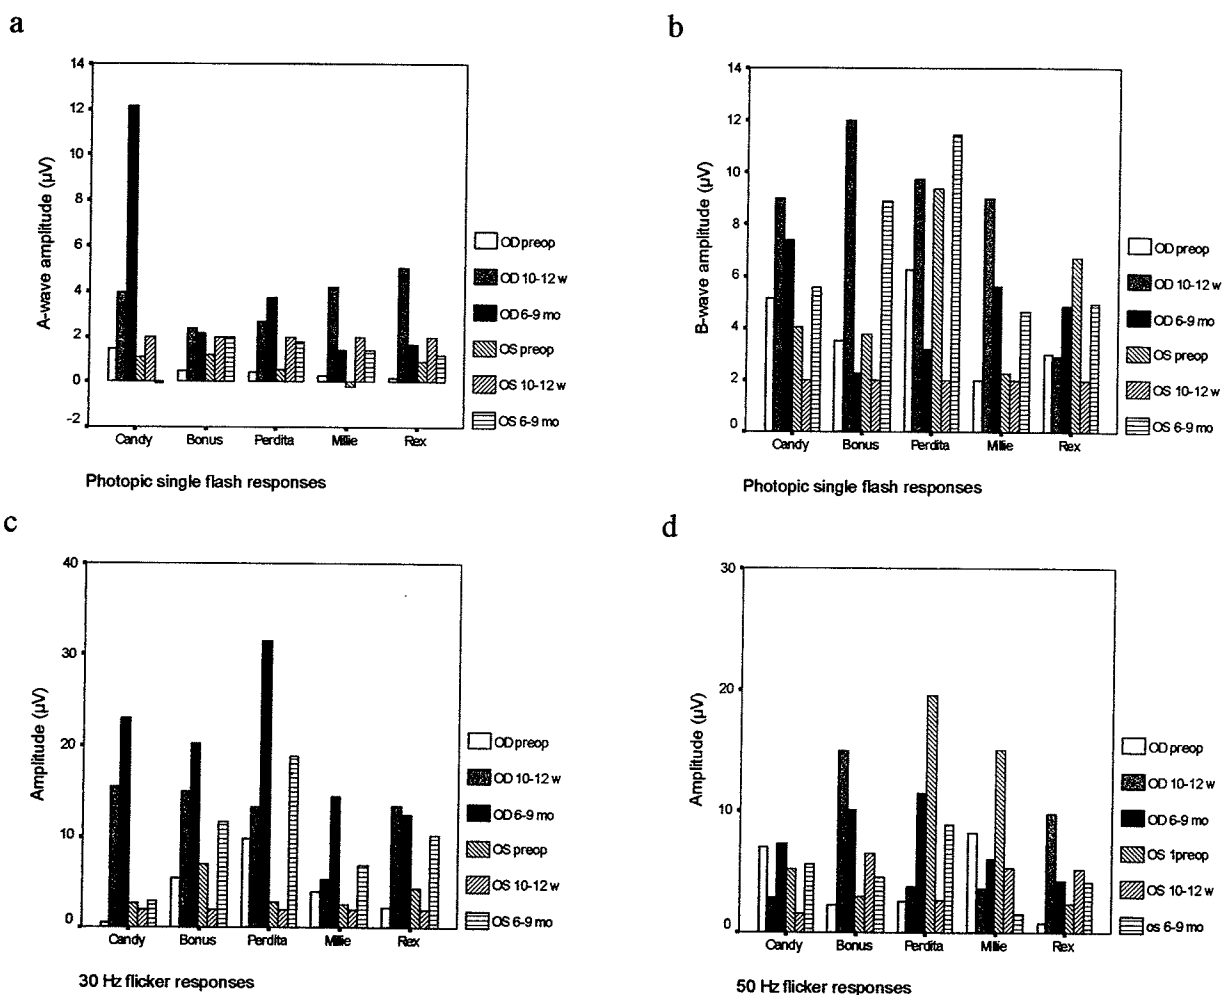 a
14
12
10
8
6
4
2
0
-2
A-wave amplitude (µV)
Candy Bonus Perdita Millie Rex
OD preop
OD 10-12 w
OD 6-9 mo
OS preop
OS 10-12 w
OS 6-9 mo
Photopic single flash responses
b
14
12
10
8
6
4
2
0
B-wave amplitude (µV)
Candy Bonus Perdita Millie Rex
OD preop
OD 10-12 w
OD 6-9 mo
OS preop
OS 10-12 w
OS 6-9 mo
Photopic single flash responses
c
40
30
20
10
0
Amplitude (µV)
Candy Bonus Perdita Millie Rex
OD preop
OD 10-12 w
OD 6-9 mo
OS preop
OS 10-12 w
OS 6-9 mo
30 Hz flicker responses
d
30
20
10
0
Amplitude (µV)
Candy Bonus Perdita Millie Rex
OD preop
OD 10-12 w
OD 6-9 mo
OS 1preop
OS 10-12 w
os 6-9 mo
50 Hz flicker responses